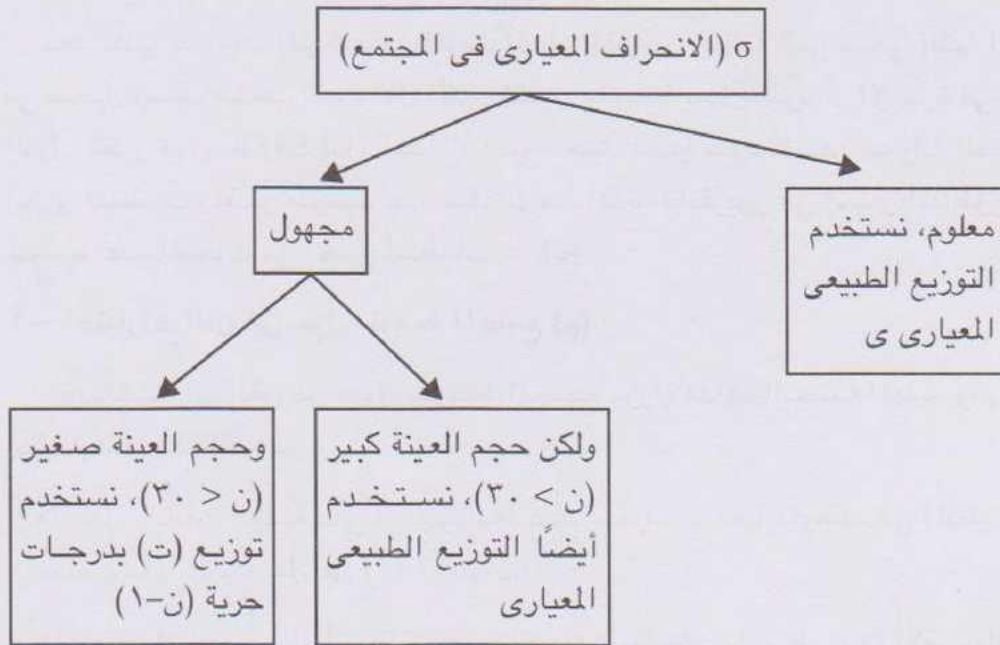 σ (الانحراف المعيارى فى المجتمع)
معلوم، نستخدم
التوزيع الطبيعى
المعيارى ى
مجهول
ولكن حجم العينة كبير
(ن > ٣٠)، نستخدم
أيضاً التوزيع الطبيعى
المعيارى
وحجم العينة صغير
(ن < ٣٠)، نستخدم
توزيع (ت) بدرجات
حرية (ن–١)